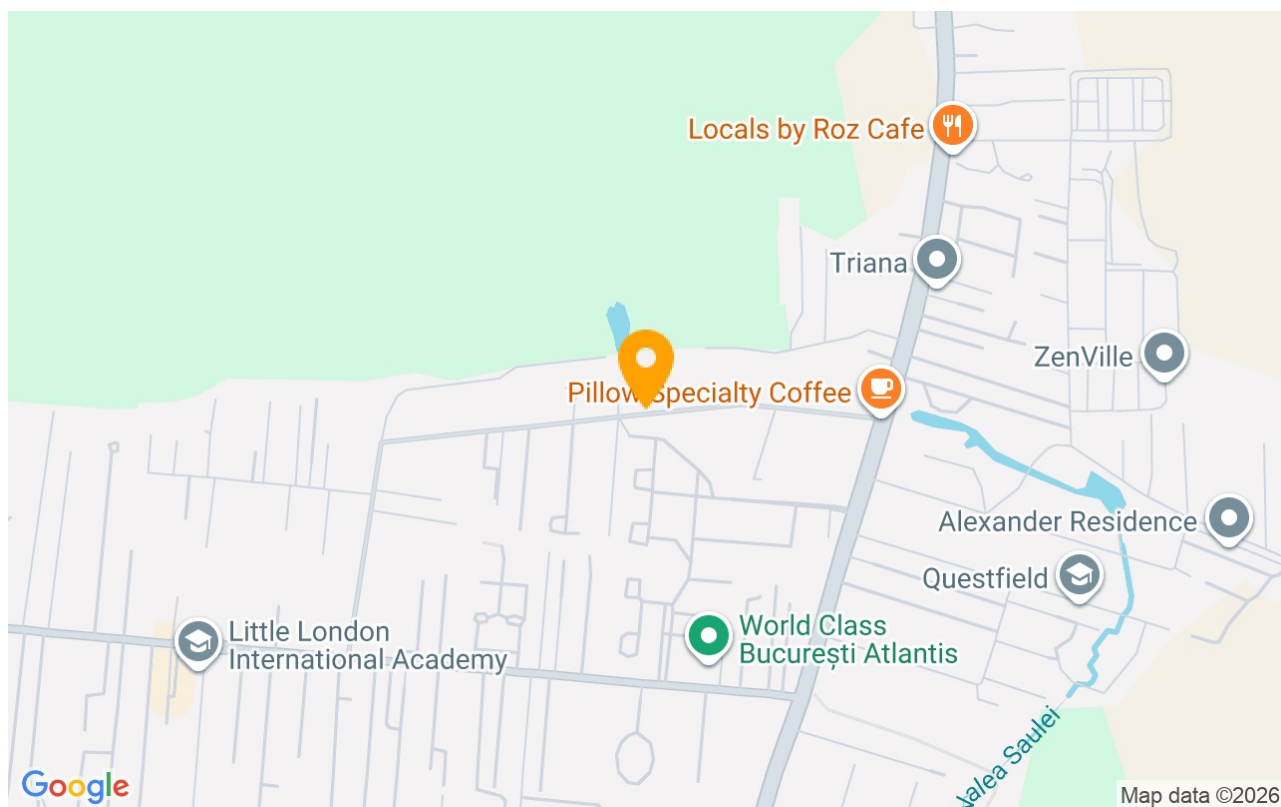 Locals by Roz Cafe
Triana
ZenVille
Pillow Specialty Coffee
Alexander Residence
Questfield
Little London
International Academy
World Class
București Atlantis
Valea Saulei
Google
Map data ©2026